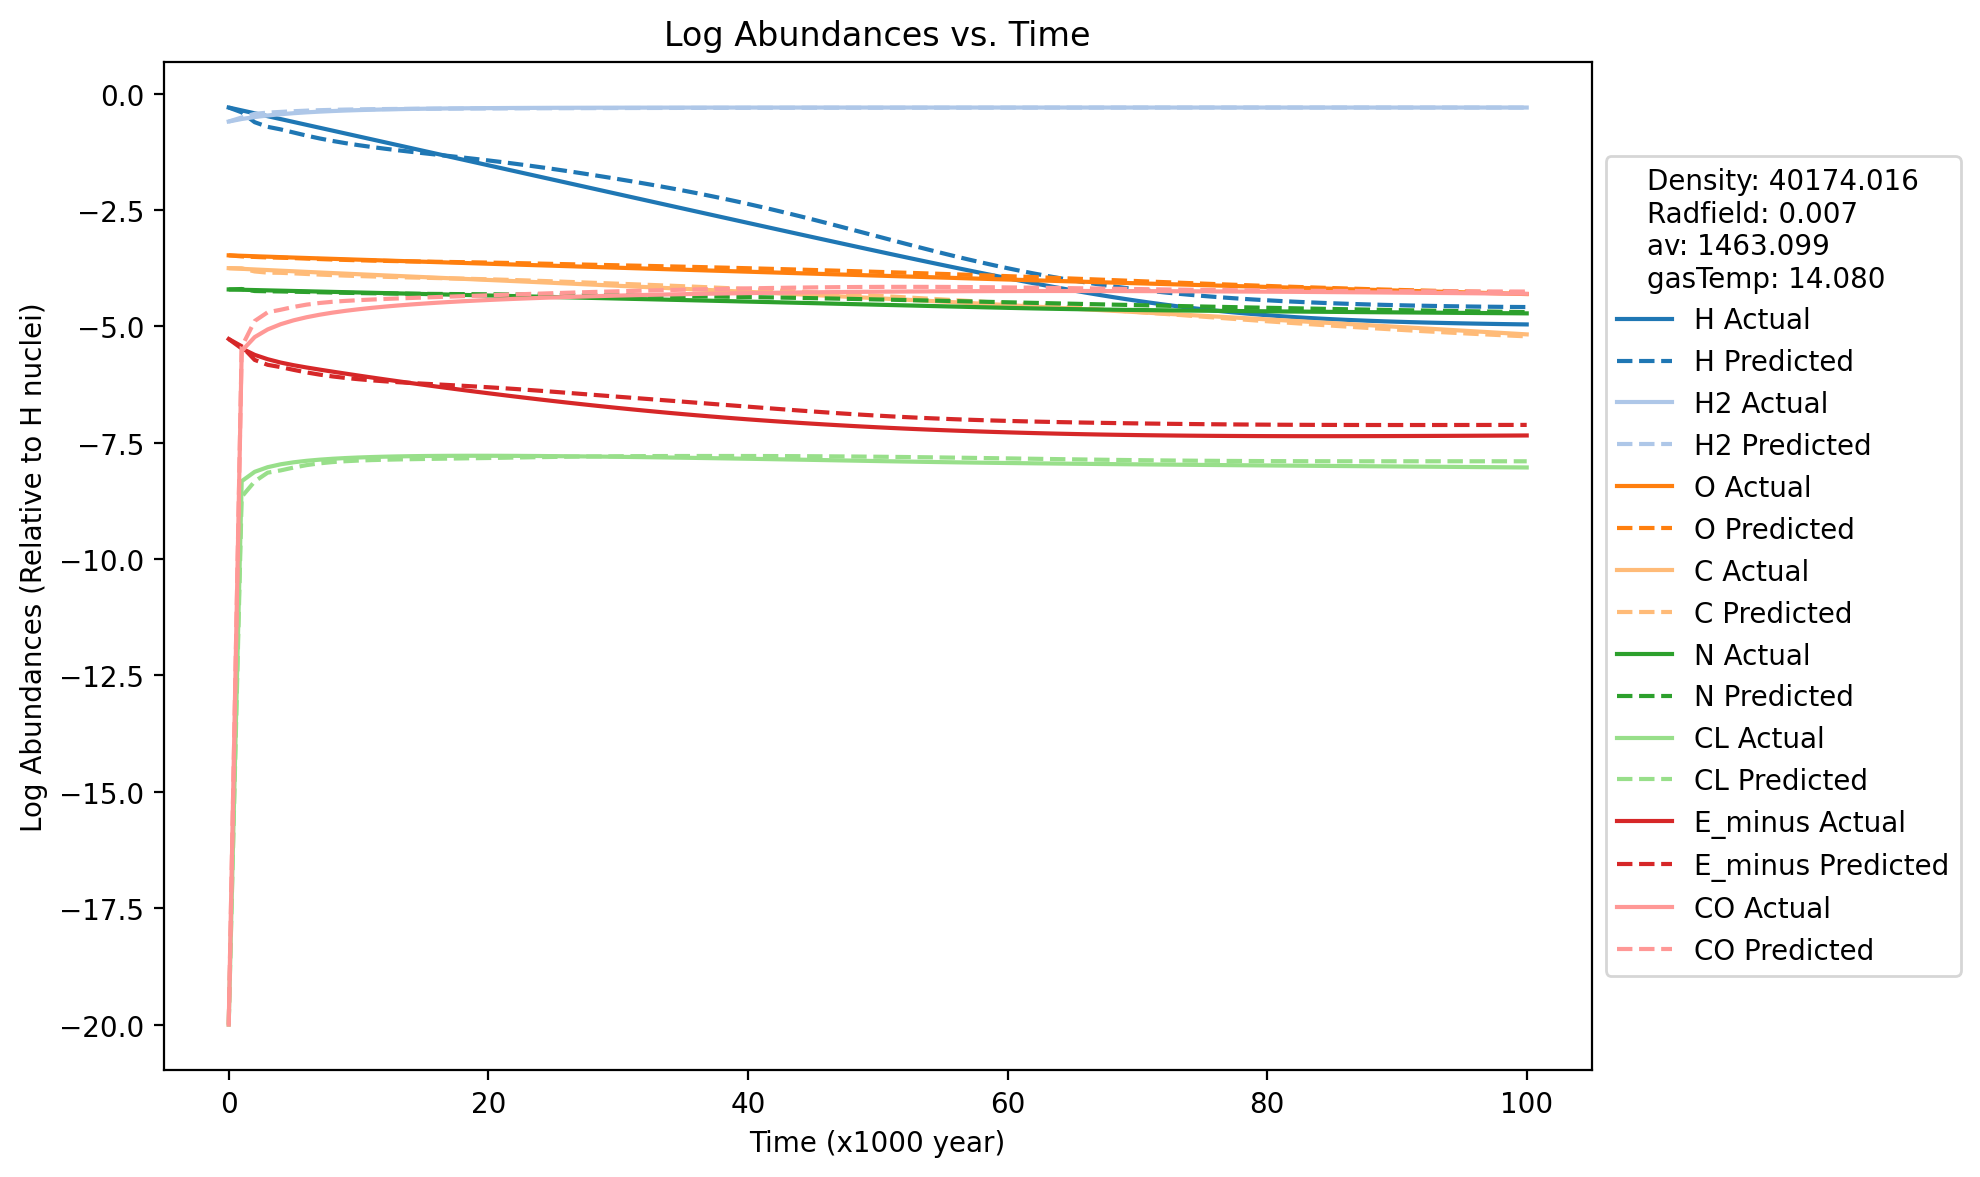 Log Abundances vs. Time
Log Abundances (Relative to H nuclei)
0.0
−2.5
−5.0
−7.5
−10.0
−12.5
−15.0
−17.5
−20.0
0
20
40
60
80
100
Time (x1000 year)
Density: 40174.016
Radfield: 0.007
av: 1463.099
gasTemp: 14.080
H Actual
H Predicted
H2 Actual
H2 Predicted
O Actual
O Predicted
C Actual
C Predicted
N Actual
N Predicted
CL Actual
CL Predicted
E_minus Actual
E_minus Predicted
CO Actual
CO Predicted